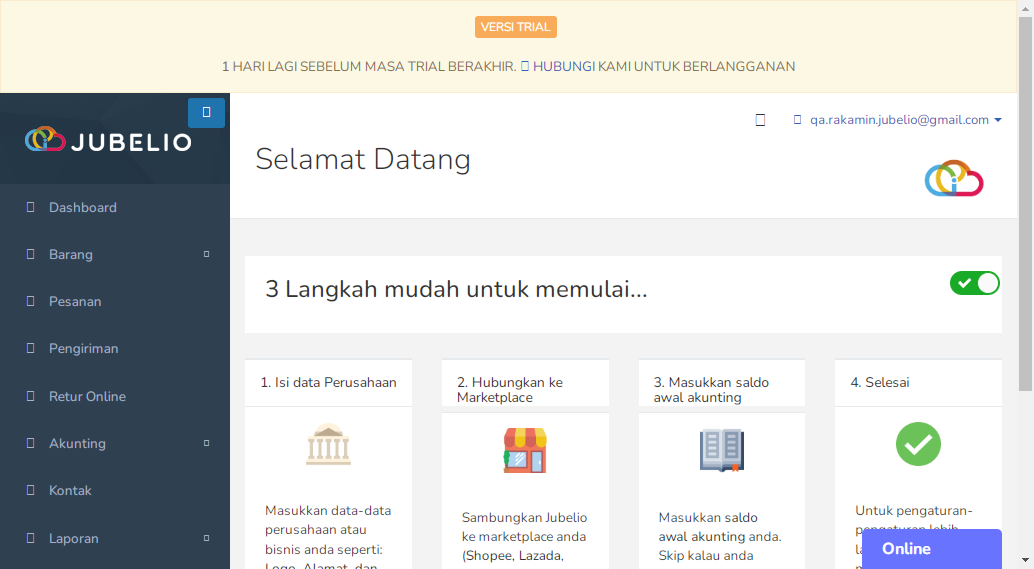 VERSI TRIAL
1 HARI LAGI SEBELUM MASA TRIAL BERAKHIR. HUBUNGI KAMI UNTUK BERLANGGANAN
JUBELIO
qa.rakamin.jubelio@gmail.com
Selamat Datang
Dashboard
Barang
Pesanan
Pengiriman
Retur Online
Akunting
Kontak
Laporan
3 Langkah mudah untuk memulai...
1. Isi data Perusahaan
Masukkan data-data
perusahaan atau
bisnis anda seperti:
Logo, Alamat, dan
2. Hubungkan ke
Marketplace
Sambungkan Jubelio
ke marketplace anda
(Shopee, Lazada,
3. Masukkan saldo
awal akunting
Masukkan saldo
awal akunting anda.
Skip kalau anda
4. Selesai
Untuk pengaturan-
pengaturan lebih
Online